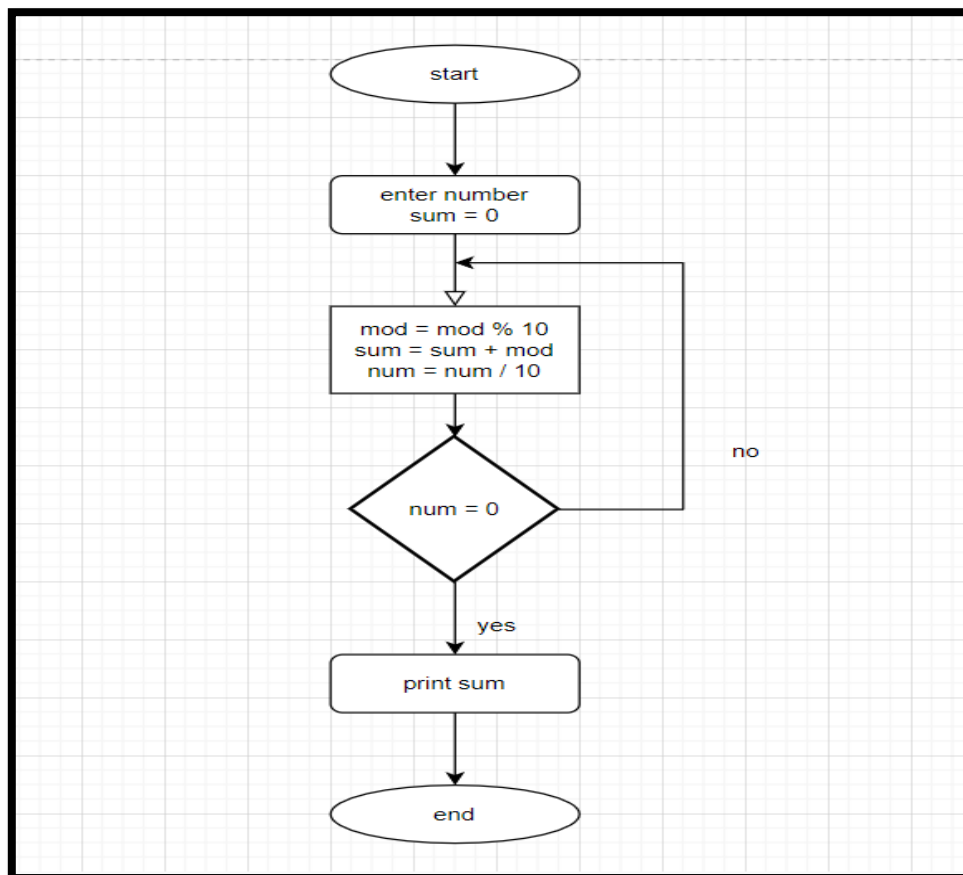 start
enter number
sum = 0
mod = mod % 10
sum = sum + mod
num = num / 10
num = 0
no
yes
print sum
end